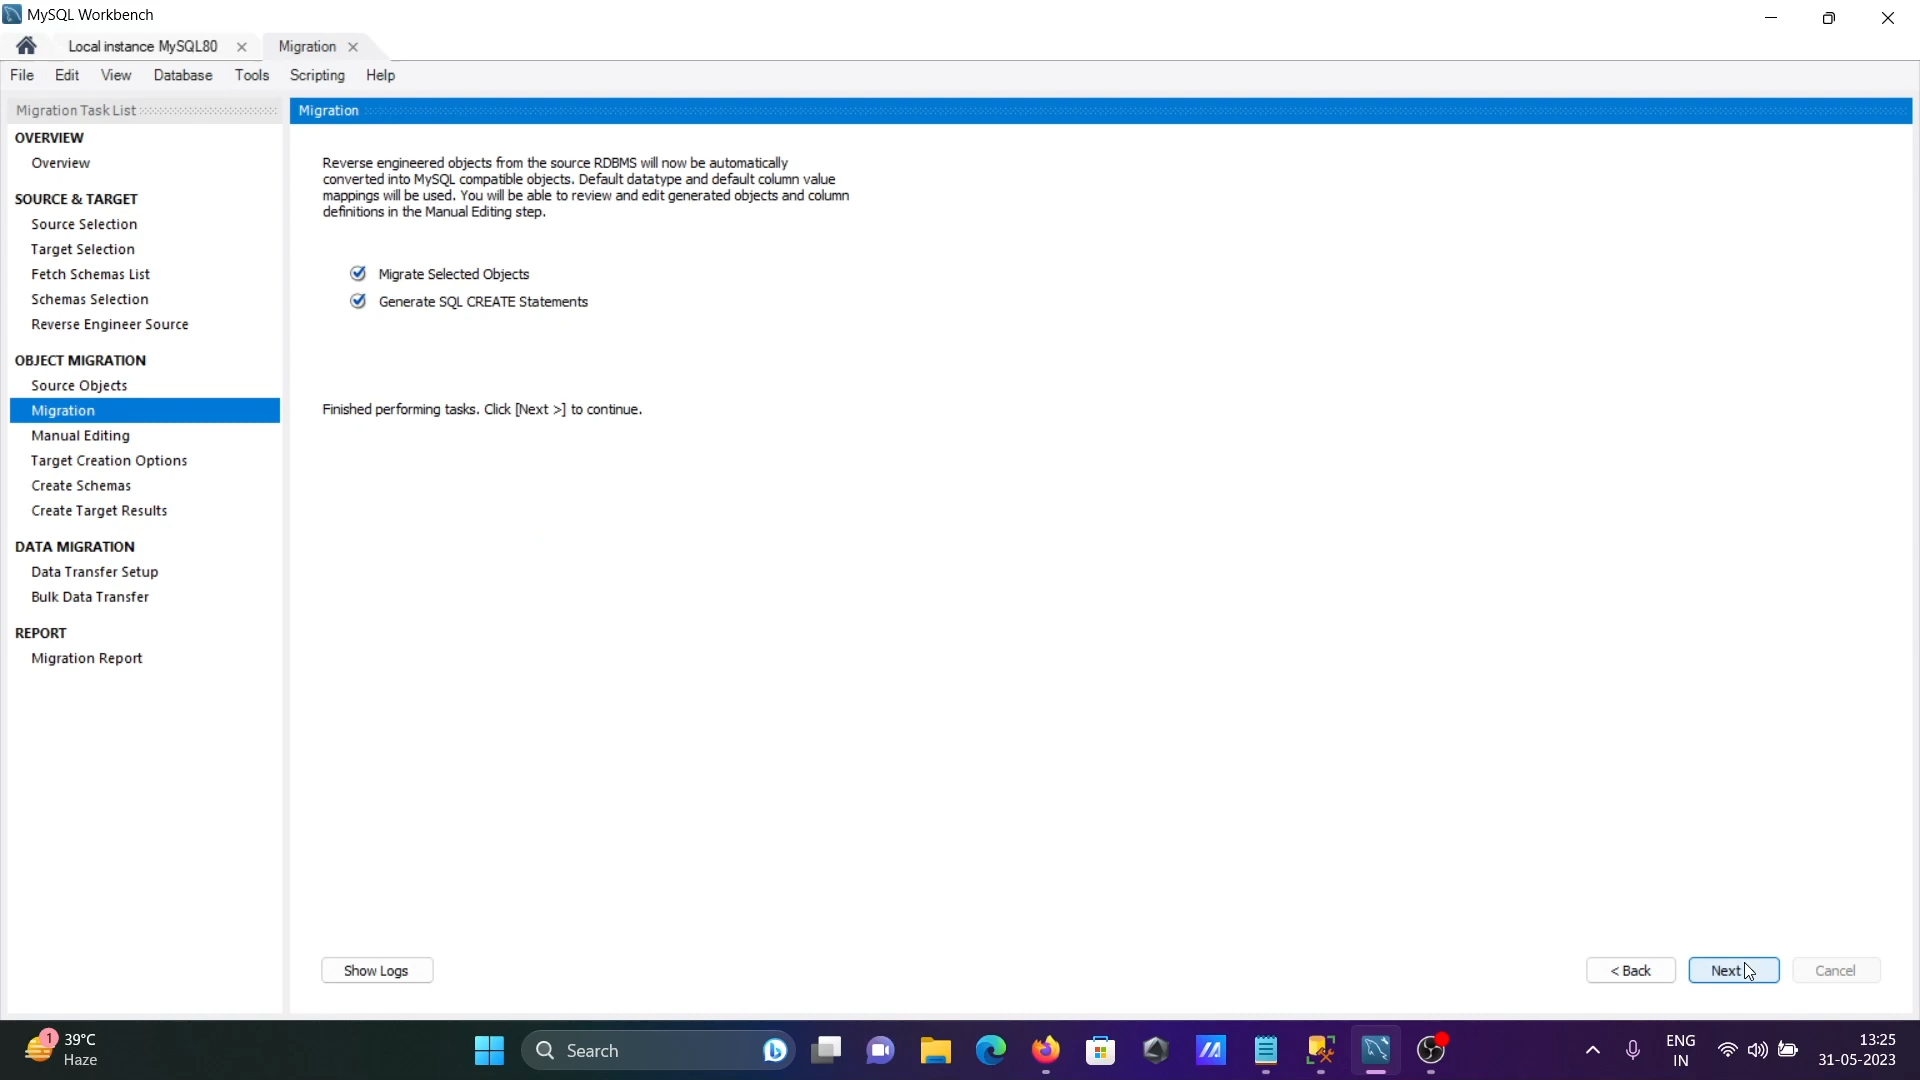 MySQL Workbench
Local instance MySQL80
Migration
File Edit View Database Tools Scripting Help
Migration Task List
OVERVIEW
Overview
SOURCE & TARGET
Source Selection
Target Selection
Fetch Schemas List
Schemas Selection
Reverse Engineer Source
OBJECT MIGRATION
Source Objects
Migration
Manual Editing
Target Creation Options
Create Schemas
Create Target Results
DATA MIGRATION
Data Transfer Setup
Bulk Data Transfer
REPORT
Migration Report
Migration
Reverse engineered objects from the source RDBMS will now be automatically
converted into MySQL compatible objects. Default datatype and default column value
mappings will be used. You will be able to review and edit generated objects and column
definitions in the Manual Editing step.
Migrate Selected Objects
Generate SQL CREATE Statements
Finished performing tasks. Click [Next >] to continue.
Show Logs
< Back
Next
Cancel
1
39°C
Haze
Search
ENG
IN
13:25
31-05-2023